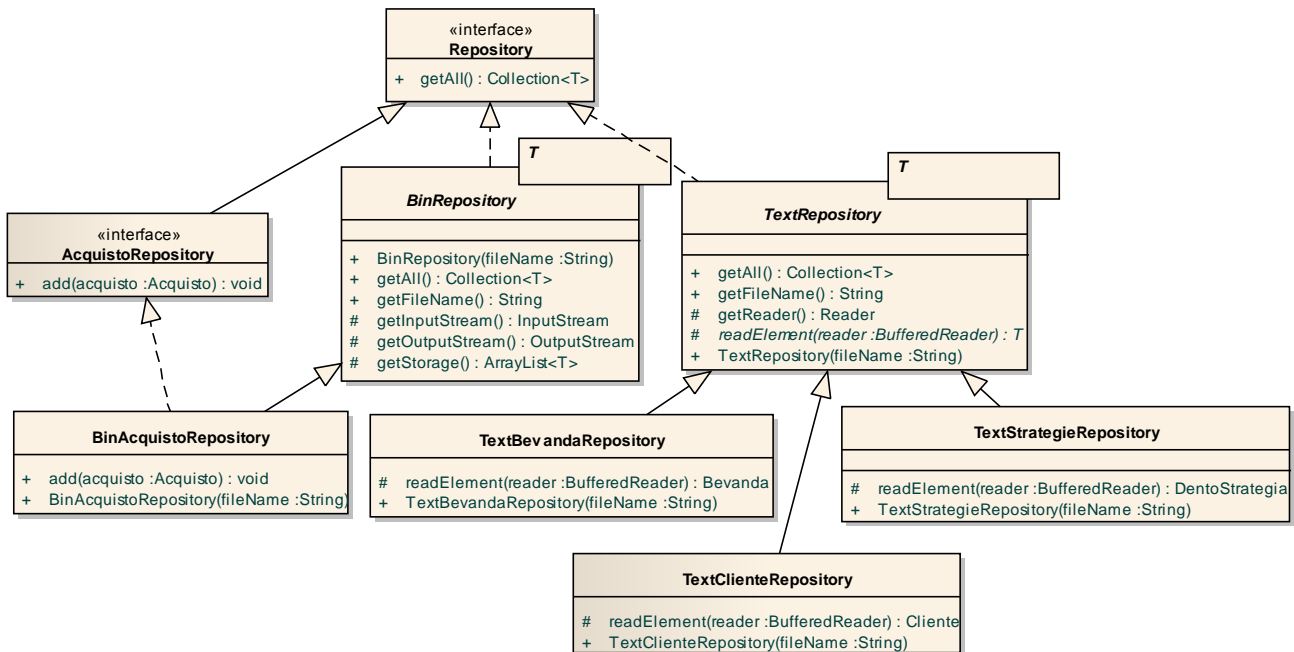 «interface»
Repository
+ getAll() : Collection<T>
T
BinRepository
+ BinRepository(fileName :String)
+ getAll() : Collection<T>
+ getFileName() : String
# getInputStream() : InputStream
# getOutputStream() : OutputStream
# getStorage() : ArrayList<T>
T
TextRepository
+ getAll() : Collection<T>
+ getFileName() : String
# getReader() : Reader
# readElement(reader :BufferedReader) : T
+ TextRepository(fileName :String)
«interface»
AcquistoRepository
+ add(acquisto :Acquisto) : void
BinAcquistoRepository
+ add(acquisto :Acquisto) : void
+ BinAcquistoRepository(fileName :String)
TextBevandaRepository
# readElement(reader :BufferedReader) : Bevanda
+ TextBevandaRepository(fileName :String)
TextStrategieRepository
# readElement(reader :BufferedReader) : DentoStrategia
+ TextStrategieRepository(fileName :String)
TextClienteRepository
# readElement(reader :BufferedReader) : Cliente
+ TextClienteRepository(fileName :String)